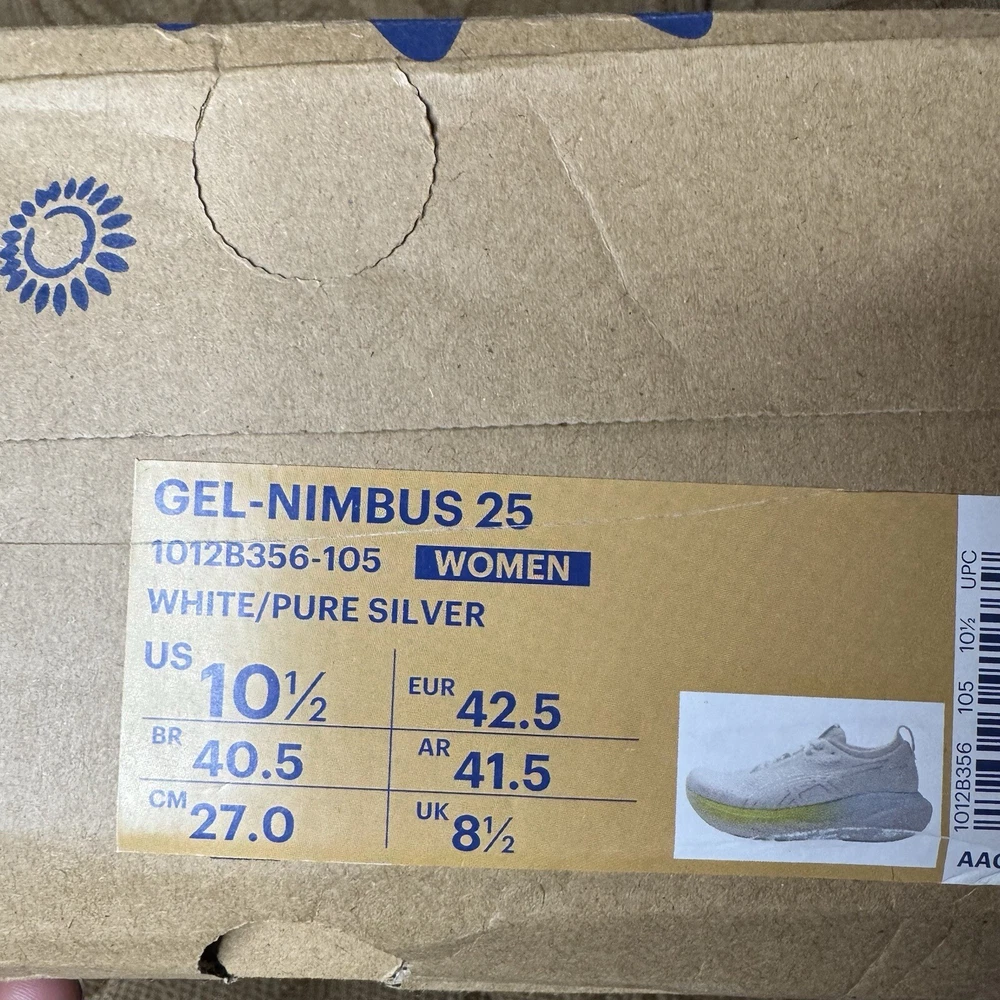 GEL-NIMBUS 25
1012B356-105 WOMEN
WHITE/PURE SILVER
US 10½
EUR 42.5
BR 40.5
AR 41.5
CM 27.0
UK 8½
1012B356 105 10½ UPC